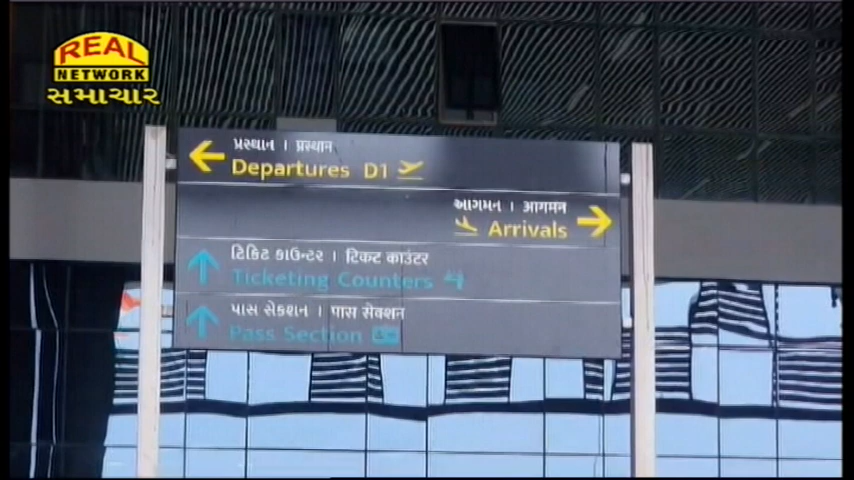 REAL
NETWORK
સમાચાર
પ્રસ્થાન | प्रस्थान
Departures D1
આગમન | आगमन
Arrivals
ટિકિટ કાઉન્ટર | टिकट काउंटर
Ticketing Counters
પાસ સેકશન | पास सेक्शन
Pass Section